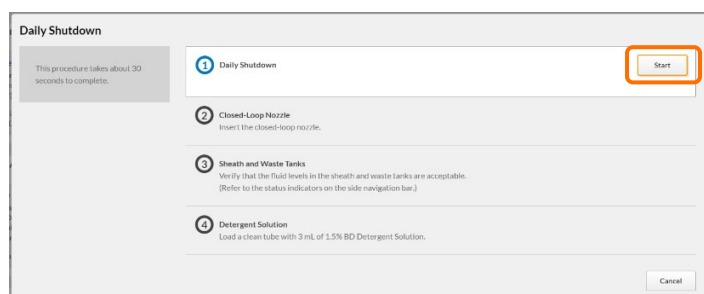 Daily Shutdown
This procedure takes about 30
seconds to complete.
1 Daily Shutdown
Start
2 Closed-Loop Nozzle
Insert the closed-loop nozzle.
3 Sheath and Waste Tanks
Verify that the fluid levels in the sheath and waste tanks are acceptable.
(Refer to the status indicators on the side navigation bar.)
4 Detergent Solution
Load a clean tube with 3 mL of 1.5% BD Detergent Solution.
Cancel